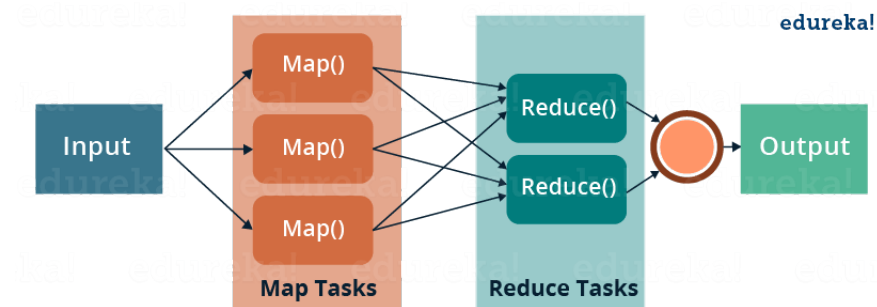 edureka!
Input
Map()
Map()
Map()
Map Tasks
Reduce()
Reduce()
Reduce Tasks
Output